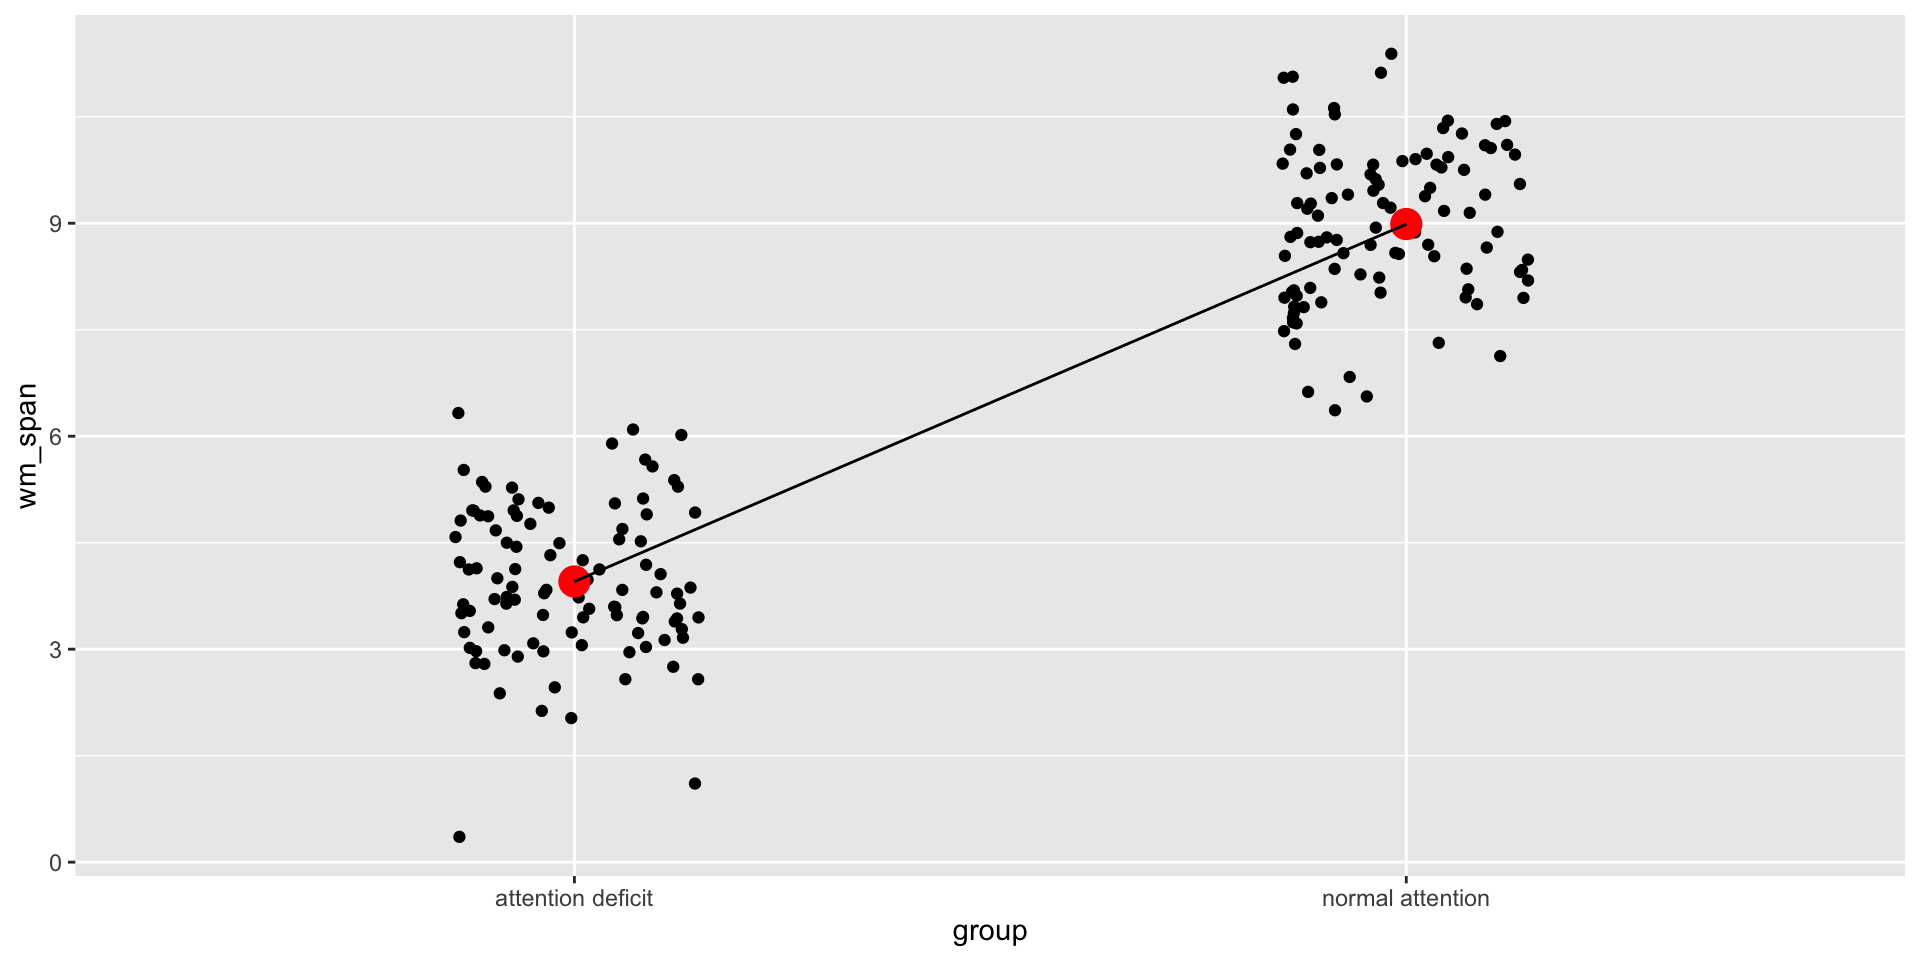 wm_span
9
6
3
0
attention deficit
normal attention
group